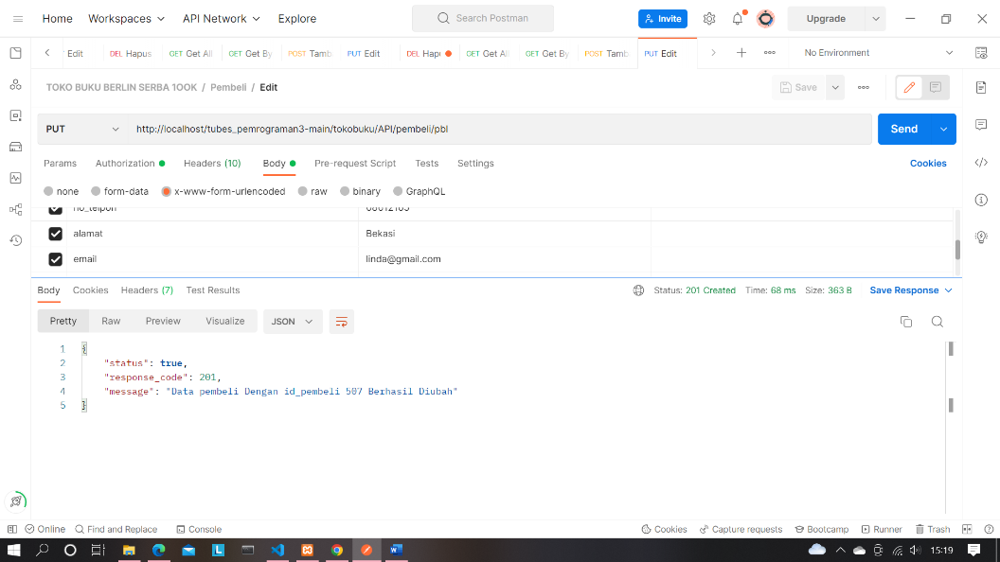 Home Workspaces API Network Explore Search Postman Invite Upgrade
Edit DEL Hapus GET Get All GET Get By POST Tamb PUT Edit DEL Hap GET Get All GET Get By POST Tamb PUT Edit No Environment
TOKO BUKU BERLIN SERBA 1OOK / Pembeli / Edit Save
PUT http://localhost/tubes_pemrograman3-main/tokobuku/API/pembeli/pbl Send
Params Authorization Headers (10) Body Pre-request Script Tests Settings Cookies
none form-data x-www-form-urlencoded raw binary GraphQL
no_telpon 08612165
alamat Bekasi
email linda@gmail.com
Body Cookies Headers (7) Test Results Status: 201 Created Time: 68 ms Size: 363 B Save Response
Pretty Raw Preview Visualize JSON
1 {
2 "status": true,
3 "response_code": 201,
4 "message": "Data pembeli Dengan id_pembeli 507 Berhasil Diubah"
5 }
Online Find and Replace Console Cookies Capture requests Bootcamp Runner Trash
15:19